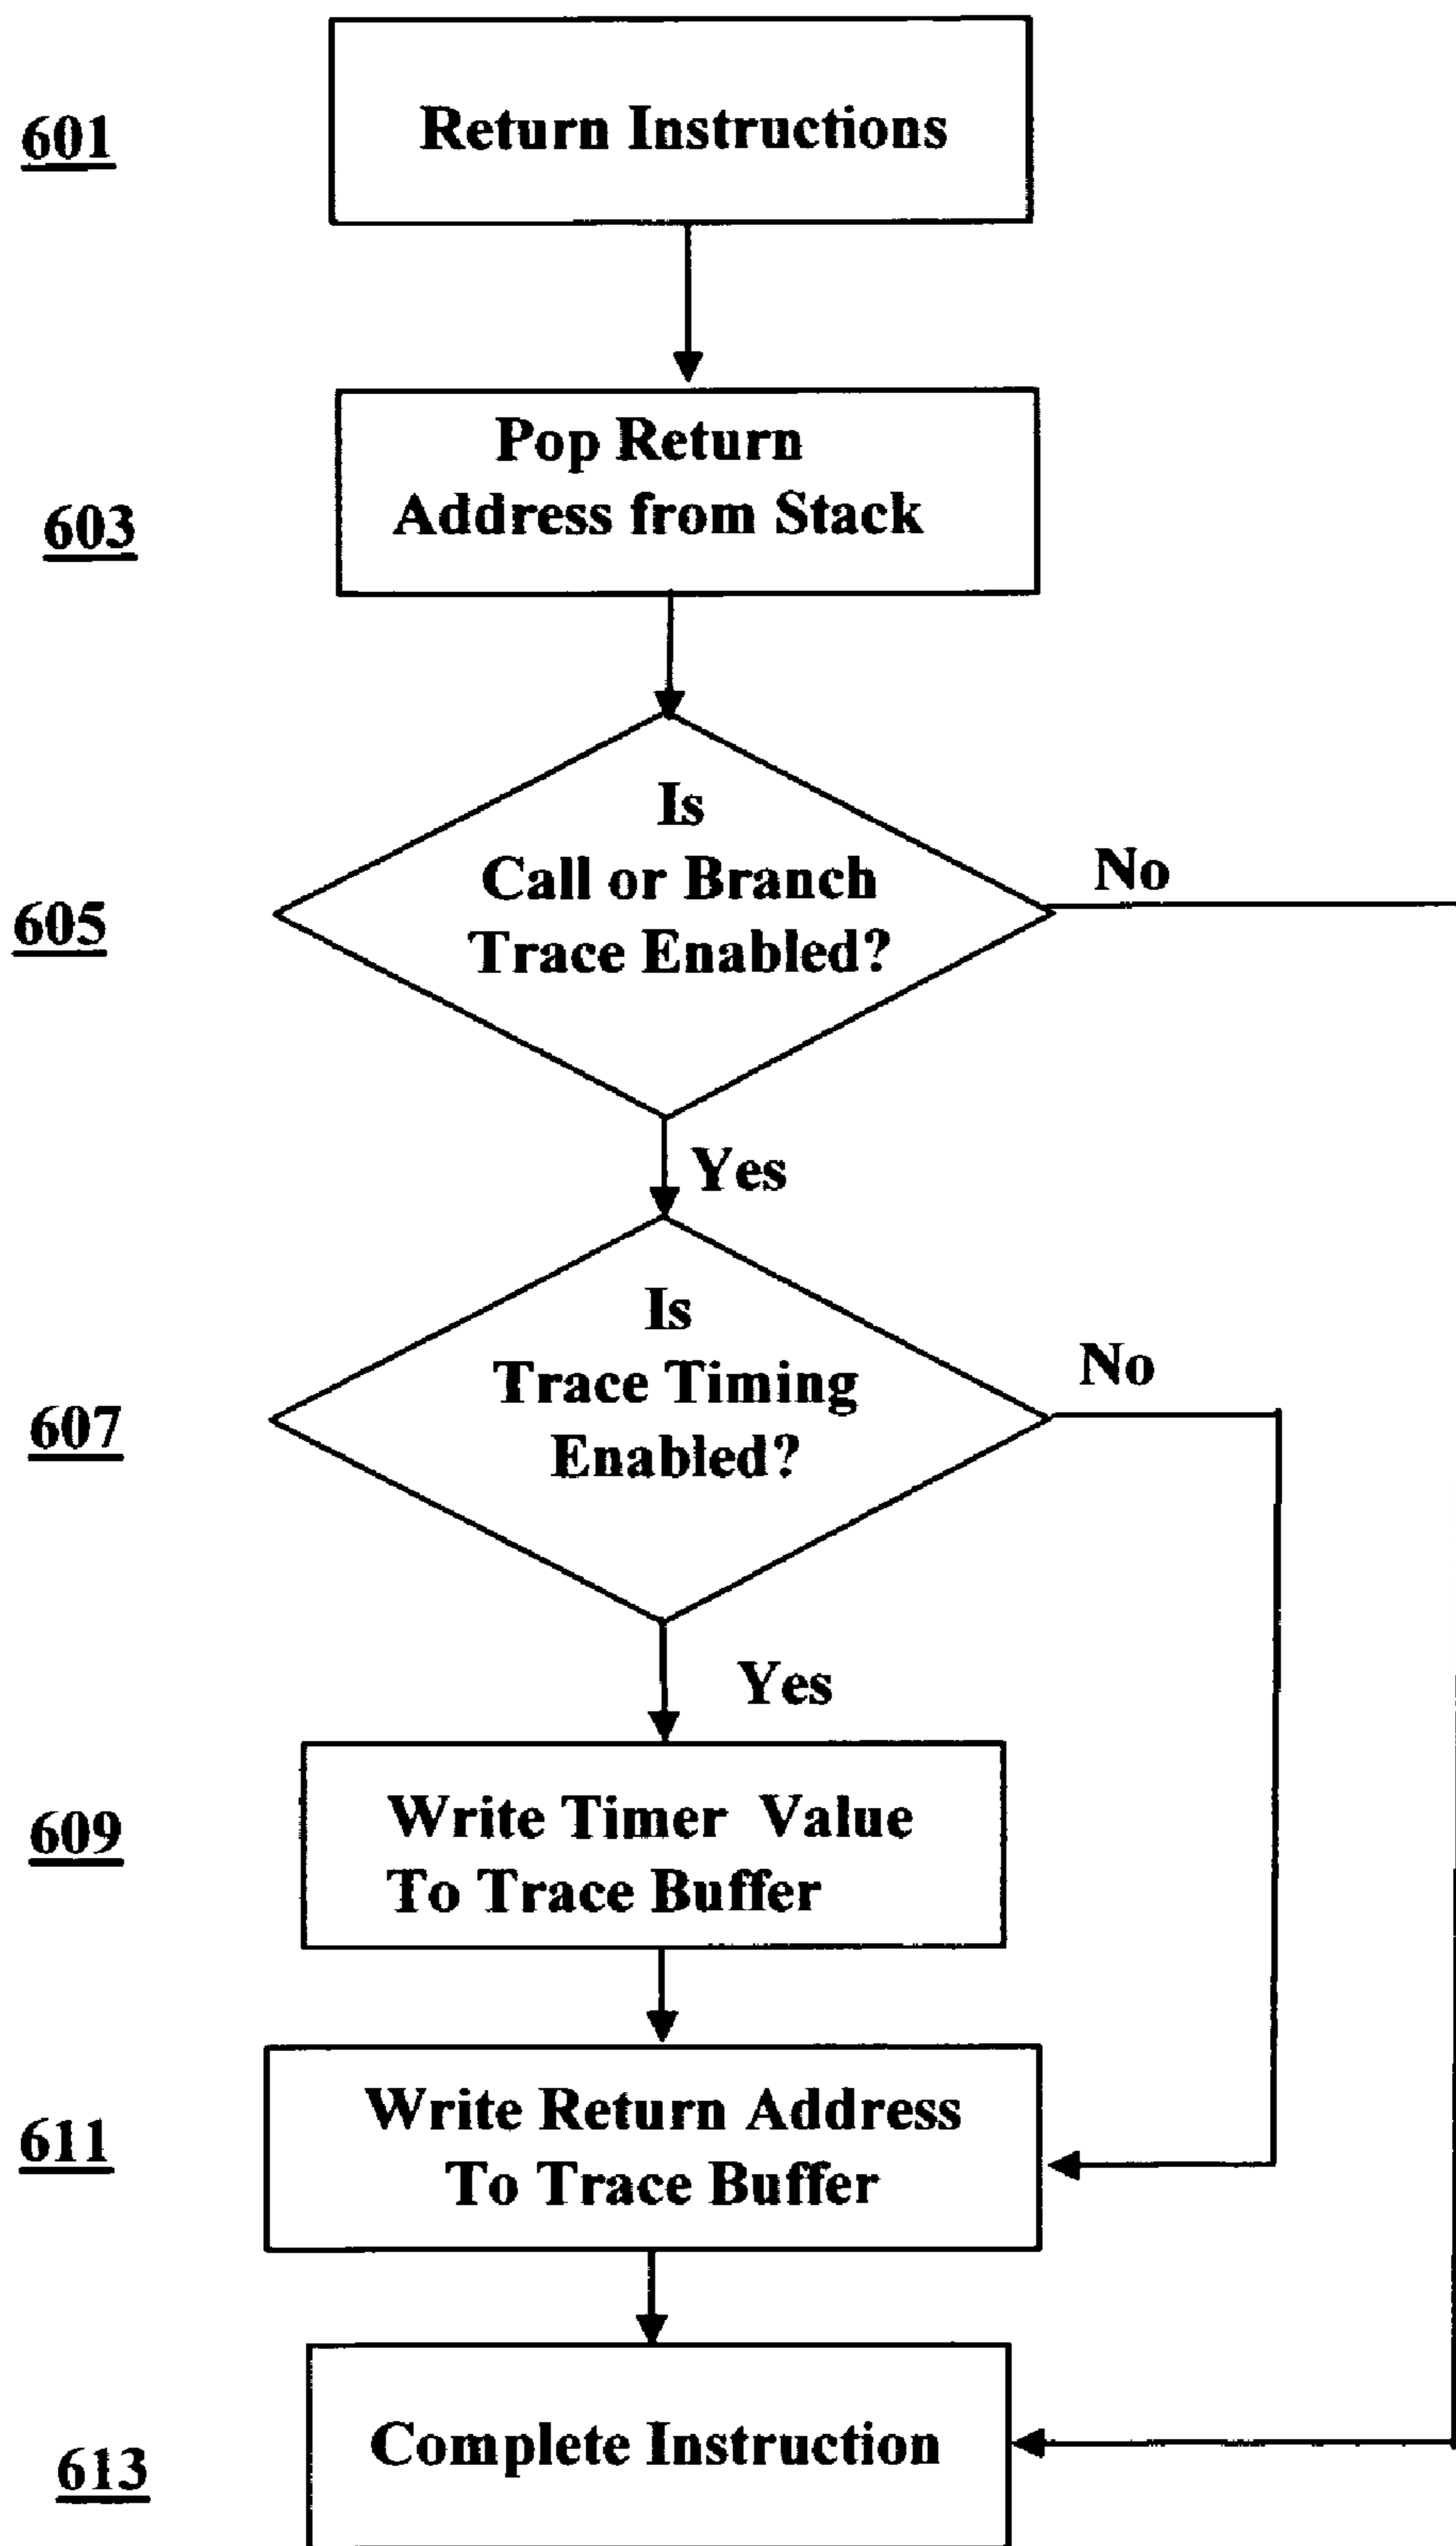 601
Return Instructions
603
Pop Return
Address from Stack
605
Is
Call or Branch
Trace Enabled?
No
Yes
607
Is
Trace Timing
Enabled?
No
Yes
609
Write Timer Value
To Trace Buffer
611
Write Return Address
To Trace Buffer
613
Complete Instruction